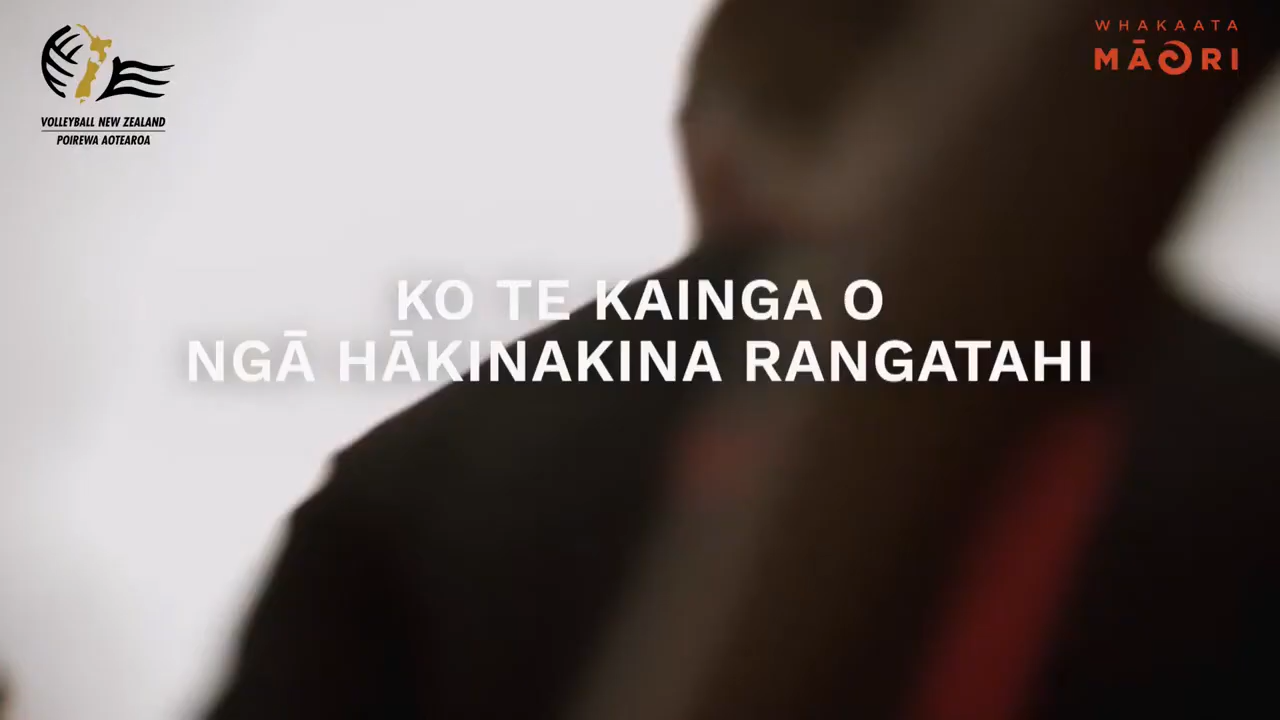 WHAKAATA
MĀORI
VOLLEYBALL NEW ZEALAND
POIREWA AOTEAROA
KO TE KAINGA O
NGĀ HĀKINAKINA RANGATAHI